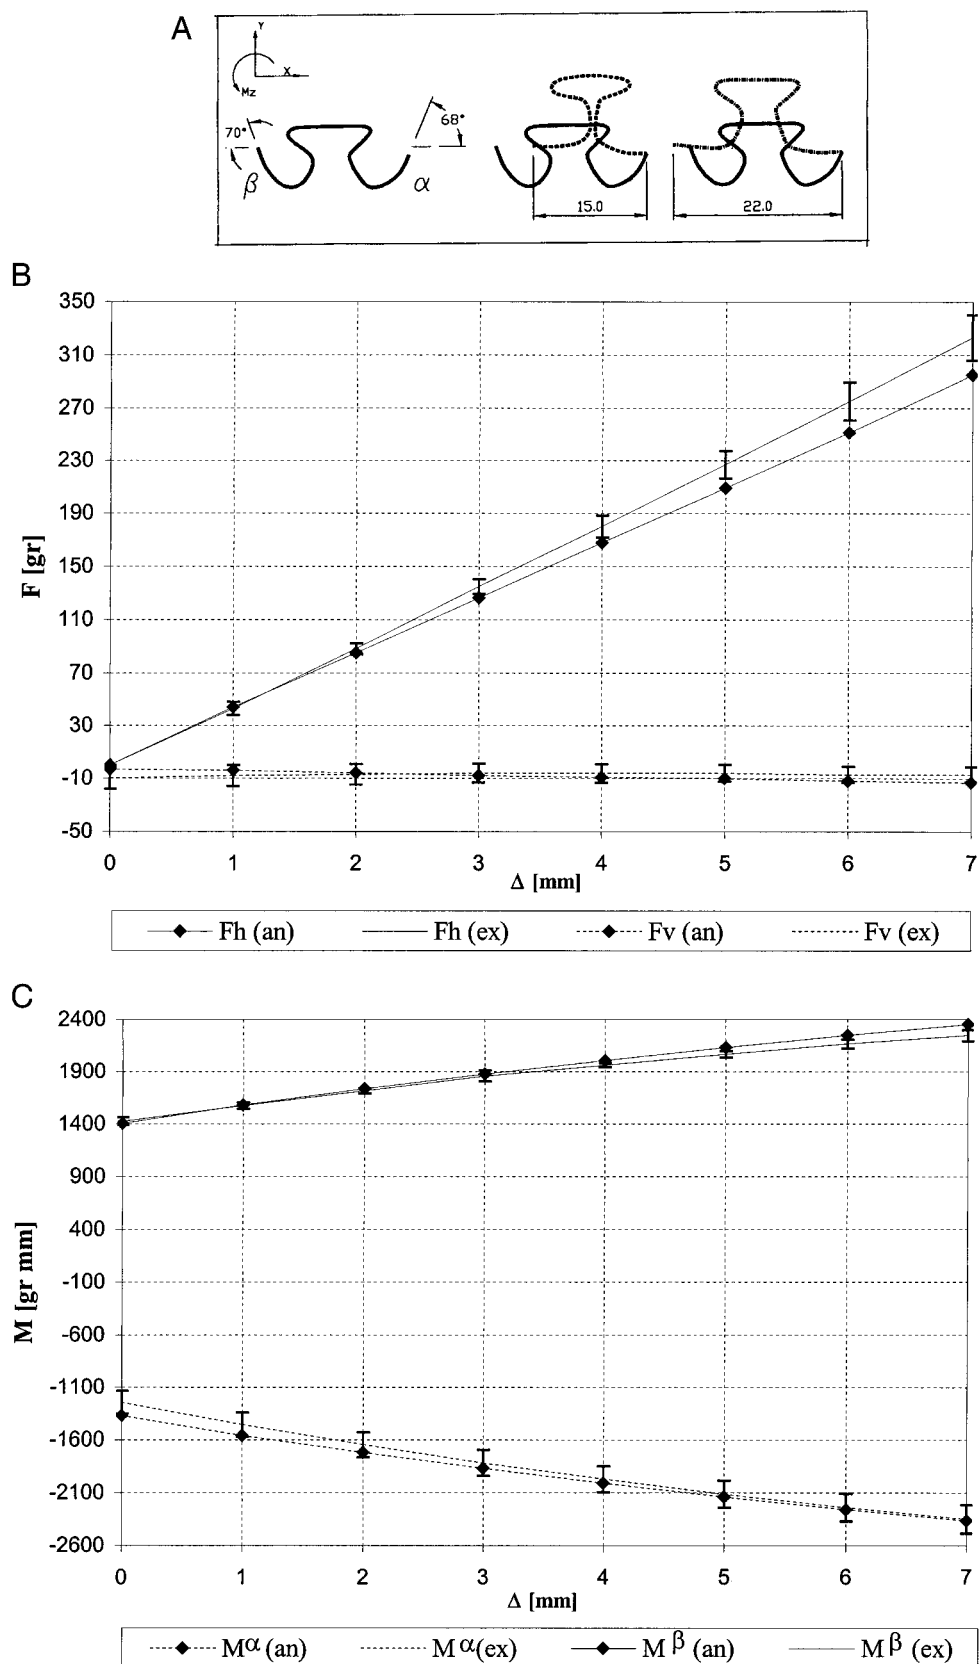 A
Y
X
Mz
70°
β
68°
α
15.0
22.0
B
350
310
270
230
190
150
110
70
30
-10
-50
F [gr]
0 1 2 3 4 5 6 7
Δ [mm]
Fh (an) Fh (ex) Fv (an) Fv (ex)
C
2400
1900
1400
900
400
-100
-600
-1100
-1600
-2100
-2600
M [gr mm]
0 1 2 3 4 5 6 7
Δ [mm]
Mα (an) Mα(ex) Mβ (an) Mβ (ex)